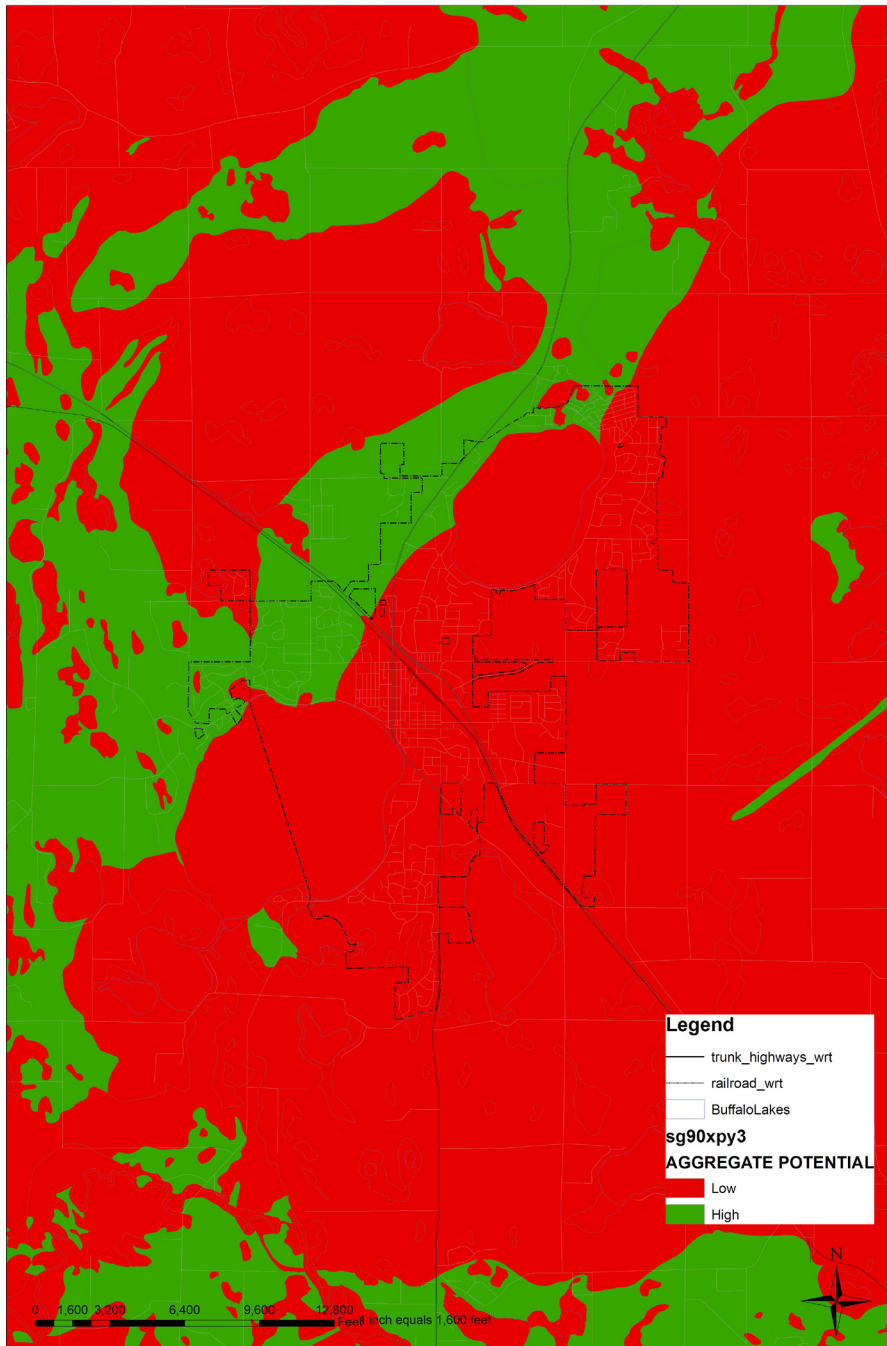 Legend
trunk_highways_wrt
railroad_wrt
BuffaloLakes
sg90xpy3
AGGREGATE POTENTIAL
Low
High
N
0 1,600 3,200 6,400 9,600 12,800
Feet
inch equals 1,600 feet